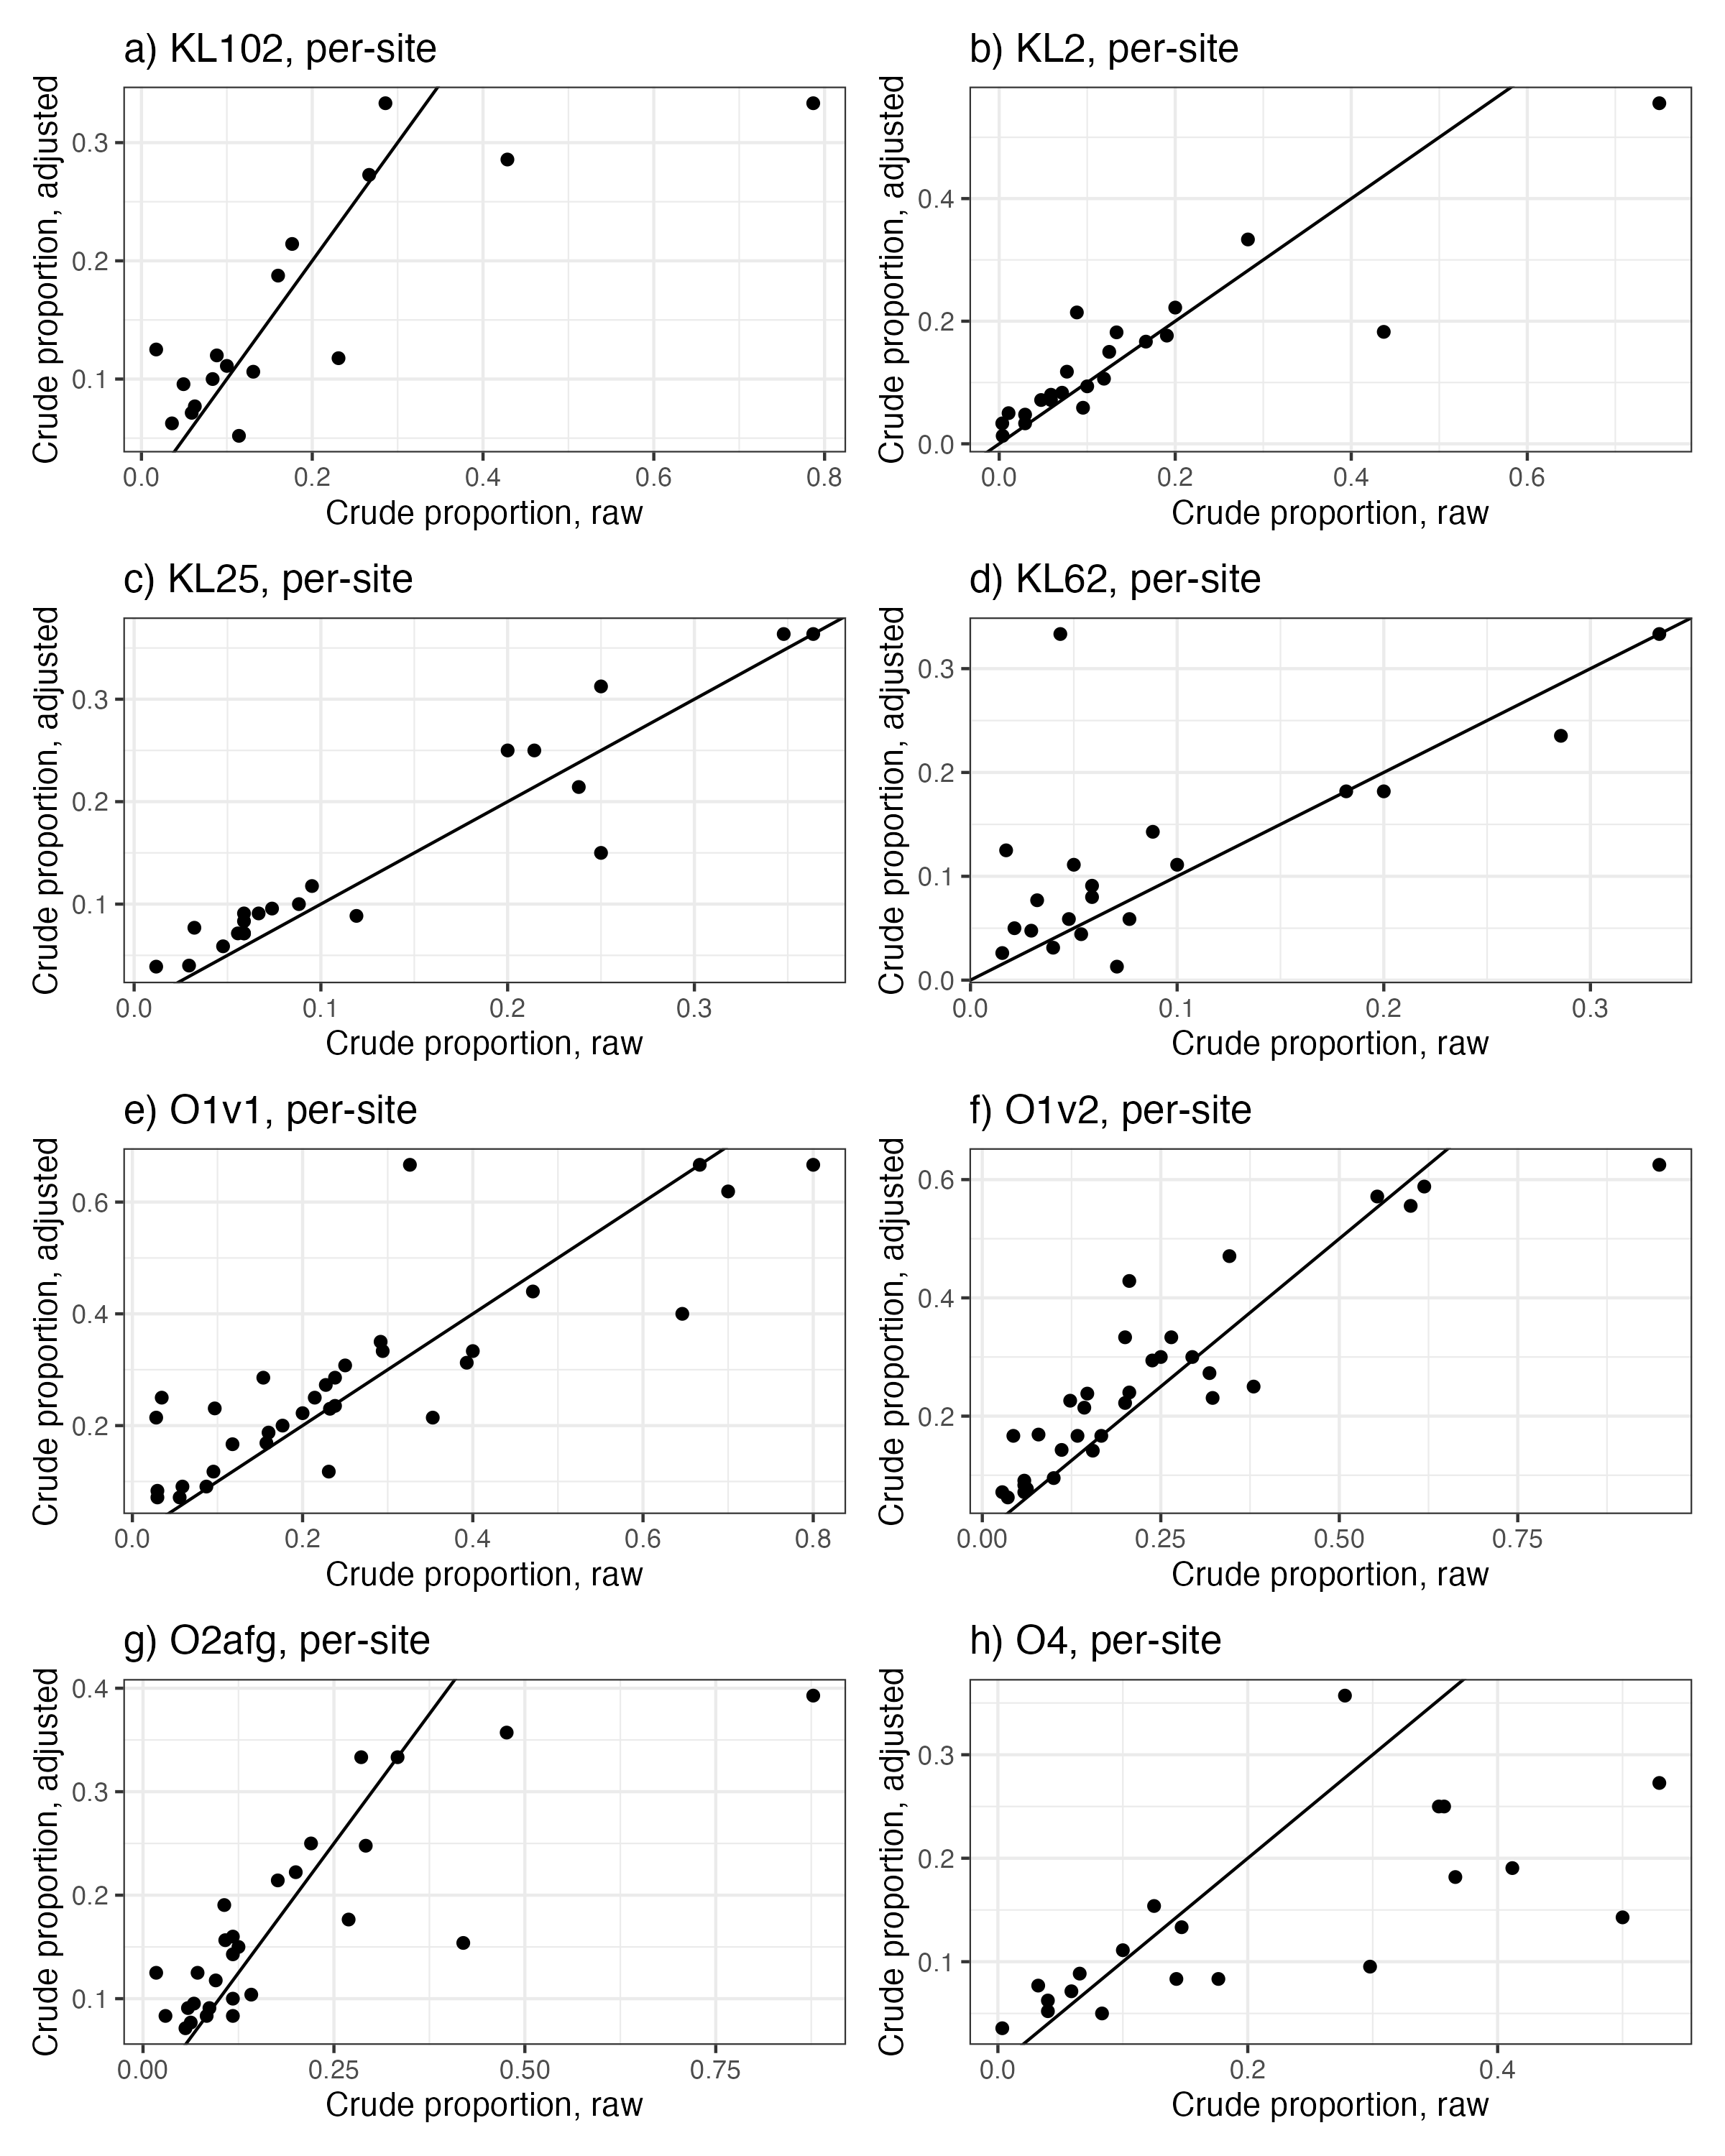 a) KL102, per-site
Crude proportion, adjusted
0.3
0.2
0.1
0.0 0.2 0.4 0.6 0.8
Crude proportion, raw
b) KL2, per-site
Crude proportion, adjusted
0.4
0.2
0.0
0.0 0.2 0.4 0.6
Crude proportion, raw
c) KL25, per-site
Crude proportion, adjusted
0.3
0.2
0.1
0.0 0.1 0.2 0.3
Crude proportion, raw
d) KL62, per-site
Crude proportion, adjusted
0.3
0.2
0.1
0.0
0.0 0.1 0.2 0.3
Crude proportion, raw
e) O1v1, per-site
Crude proportion, adjusted
0.6
0.4
0.2
0.0 0.2 0.4 0.6 0.8
Crude proportion, raw
f) O1v2, per-site
Crude proportion, adjusted
0.6
0.4
0.2
0.00 0.25 0.50 0.75
Crude proportion, raw
g) O2afg, per-site
Crude proportion, adjusted
0.4
0.3
0.2
0.1
0.00 0.25 0.50 0.75
Crude proportion, raw
h) O4, per-site
Crude proportion, adjusted
0.3
0.2
0.1
0.0 0.2 0.4
Crude proportion, raw